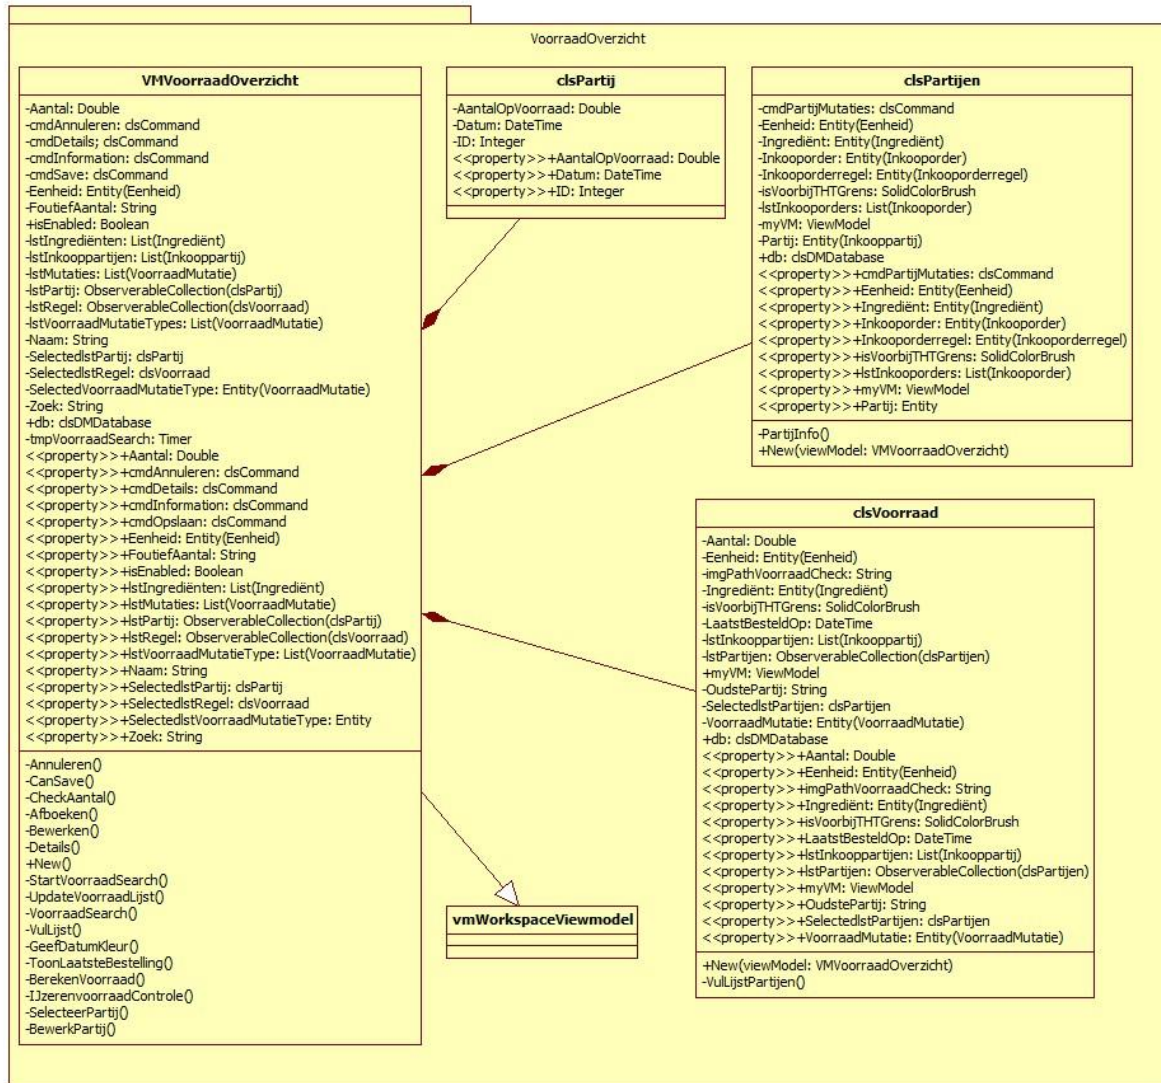 VoorraadOverzicht
VMVoorraadOverzicht
-Aantal: Double
-cmdAnnuleren: clsCommand
-cmdDetails; clsCommand
-cmdInformation: clsCommand
-cmdSave: clsCommand
-Eenheid: Entity(Eenheid)
-FoutiefAantal: String
+isEnabled: Boolean
-lstIngrediënten: List(Ingrediënt)
-lstInkooppartijen: List(Inkooppartij)
-lstMutaties: List(VoorraadMutatie)
-lstPartij: ObserverableCollection(clsPartij)
-lstRegel: ObserverableCollection(clsVoorraad)
-lstVoorraadMutatieTypes: List(VoorraadMutatie)
-Naam: String
-SelectedlstPartij: clsPartij
-SelectedlstRegel: clsVoorraad
-SelectedVoorraadMutatieType: Entity(VoorraadMutatie)
-Zoek: String
+db: clsDMDatabase
-tmpVoorraadSearch: Timer
<<property>>+Aantal: Double
<<property>>+cmdAnnuleren: clsCommand
<<property>>+cmdDetails: clsCommand
<<property>>+cmdInformation: clsCommand
<<property>>+cmdOpslaan: clsCommand
<<property>>+Eenheid: Entity(Eenheid)
<<property>>+FoutiefAantal: String
<<property>>+isEnabled: Boolean
<<property>>+lstIngrediënten: List(Ingrediënt)
<<property>>+lstMutaties: List(VoorraadMutatie)
<<property>>+lstPartij: ObserverableCollection(clsPartij)
<<property>>+lstRegel: ObserverableCollection(clsVoorraad)
<<property>>+lstVoorraadMutatieType: List(VoorraadMutatie)
<<property>>+Naam: String
<<property>>+SelectedlstPartij: clsPartij
<<property>>+SelectedlstRegel: clsVoorraad
<<property>>+SelectedlstVoorraadMutatieType: Entity
<<property>>+Zoek: String
-Annuleren()
-CanSave()
-CheckAantal()
-Afboeken()
-Bewerken()
-Details()
+New()
-StartVoorraadSearch()
-UpdateVoorraadLijst()
-VoorraadSearch()
-VulLijst()
-GeefDatumKleur()
-ToonLaatsteBestelling()
-BerekenVoorraad()
-IJzerenvoorraadControle()
-SelecteerPartij()
-BewerkPartij()
clsPartij
-AantalOpVoorraad: Double
-Datum: DateTime
-ID: Integer
<<property>>+AantalOpVoorraad: Double
<<property>>+Datum: DateTime
<<property>>+ID: Integer
clsPartijen
-cmdPartijMutaties: clsCommand
-Eenheid: Entity(Eenheid)
-Ingrediënt: Entity(Ingrediënt)
-Inkooporder: Entity(Inkooporder)
-Inkooporderregel: Entity(Inkooporderregel)
-isVoorbijTHTGrens: SolidColorBrush
-lstInkooporders: List(Inkooporder)
-myVM: ViewModel
-Partij: Entity(Inkooppartij)
+db: clsDMDatabase
<<property>>+cmdPartijMutaties: clsCommand
<<property>>+Eenheid: Entity(Eenheid)
<<property>>+Ingrediënt: Entity(Ingrediënt)
<<property>>+Inkooporder: Entity(Inkooporder)
<<property>>+Inkooporderregel: Entity(Inkooporderregel)
<<property>>+isVoorbijTHTGrens: SolidColorBrush
<<property>>+lstInkooporders: List(Inkooporder)
<<property>>+myVM: ViewModel
<<property>>+Partij: Entity
-PartijInfo()
+New(viewModel: VMVoorraadOverzicht)
clsVoorraad
-Aantal: Double
-Eenheid: Entity(Eenheid)
-imgPathVoorraadCheck: String
-Ingrediënt: Entity(Ingrediënt)
-isVoorbijTHTGrens: SolidColorBrush
-LaatstBesteldOp: DateTime
-lstInkooppartijen: List(Inkooppartij)
-lstPartijen: ObserverableCollection(clsPartijen)
+myVM: ViewModel
-OudstePartij: String
-SelectedlstPartijen: clsPartijen
-VoorraadMutatie: Entity(VoorraadMutatie)
+db: clsDMDatabase
<<property>>+Aantal: Double
<<property>>+Eenheid: Entity(Eenheid)
<<property>>+imgPathVoorraadCheck: String
<<property>>+Ingrediënt: Entity(Ingrediënt)
<<property>>+isVoorbijTHTGrens: SolidColorBrush
<<property>>+LaatstBesteldOp: DateTime
<<property>>+lstInkooppartijen: List(Inkooppartij)
<<property>>+lstPartijen: ObserverableCollection(clsPartijen)
<<property>>+myVM: ViewModel
<<property>>+OudstePartij: String
<<property>>+SelectedlstPartijen: clsPartijen
<<property>>+VoorraadMutatie: Entity(VoorraadMutatie)
+New(viewModel: VMVoorraadOverzicht)
-VulLijstPartijen()
vmWorkspaceViewmodel